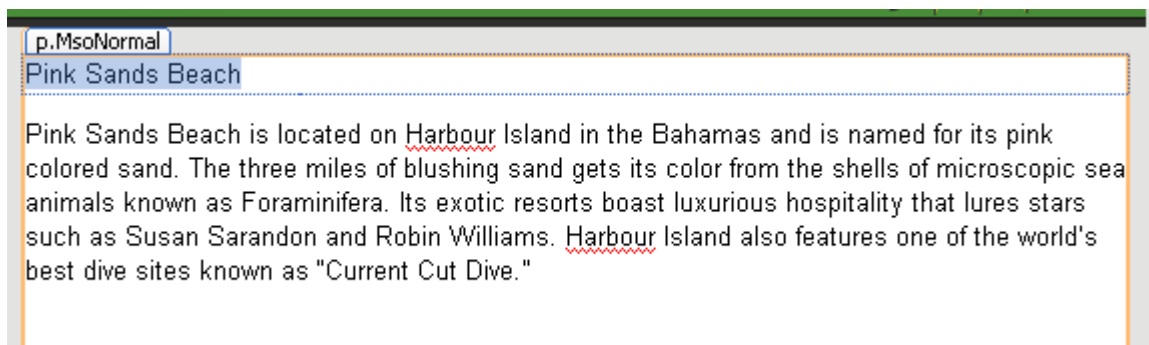 p.MsoNormal
Pink Sands Beach
Pink Sands Beach is located on Harbour Island in the Bahamas and is named for its pink
colored sand. The three miles of blushing sand gets its color from the shells of microscopic sea
animals known as Foraminifera. Its exotic resorts boast luxurious hospitality that lures stars
such as Susan Sarandon and Robin Williams. Harbour Island also features one of the world's
best dive sites known as "Current Cut Dive."